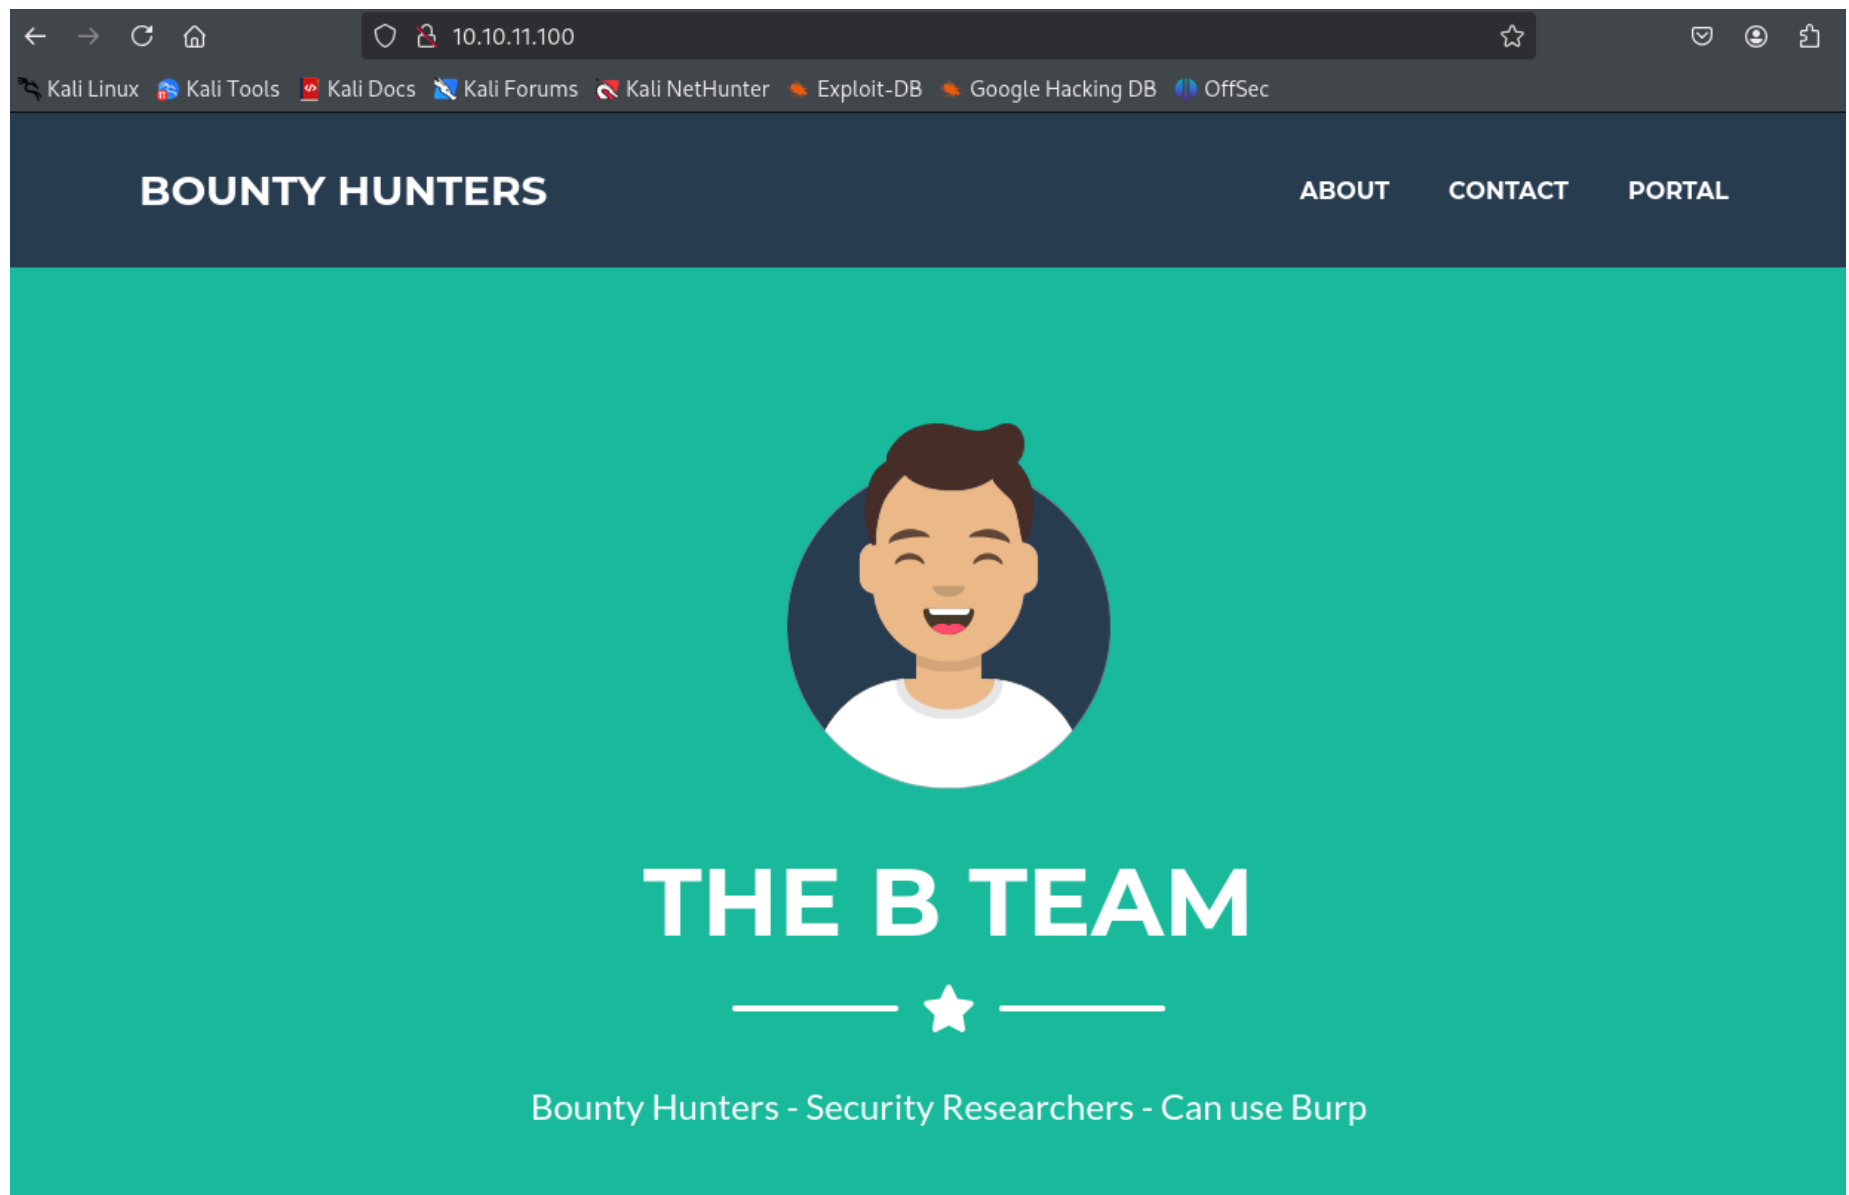 10.10.11.100
Kali Linux Kali Tools Kali Docs Kali Forums Kali NetHunter Exploit-DB Google Hacking DB OffSec
BOUNTY HUNTERS ABOUT CONTACT PORTAL
THE B TEAM
Bounty Hunters - Security Researchers - Can use Burp